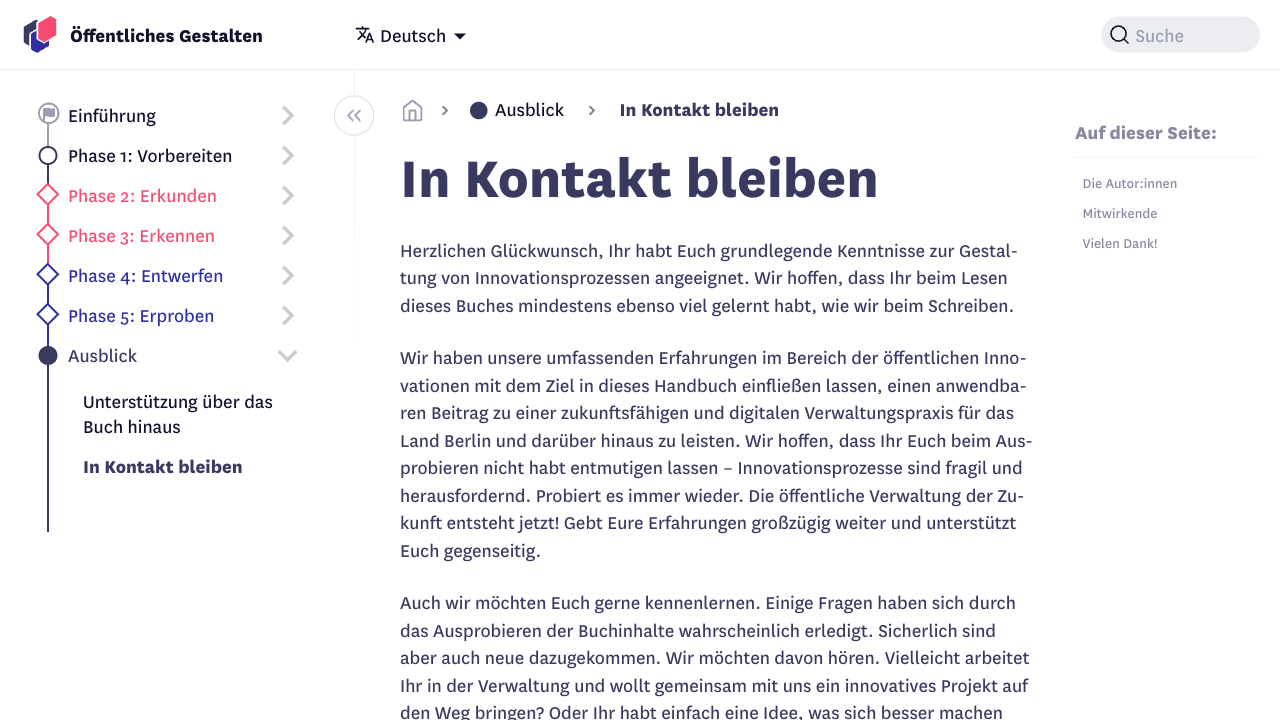 Öffentliches Gestalten
Deutsch
Suche
Einführung
Phase 1: Vorbereiten
Phase 2: Erkunden
Phase 3: Erkennen
Phase 4: Entwerfen
Phase 5: Erproben
Ausblick
Unterstützung über das
Buch hinaus
In Kontakt bleiben
Ausblick
In Kontakt bleiben
In Kontakt bleiben
Herzlichen Glückwunsch, Ihr habt Euch grundlegende Kenntnisse zur Gestal-
tung von Innovationsprozessen angeeignet. Wir hoffen, dass Ihr beim Lesen
dieses Buches mindestens ebenso viel gelernt habt, wie wir beim Schreiben.
Wir haben unsere umfassenden Erfahrungen im Bereich der öffentlichen Inno-
vationen mit dem Ziel in dieses Handbuch einfließen lassen, einen anwendba-
ren Beitrag zu einer zukunftsfähigen und digitalen Verwaltungspraxis für das
Land Berlin und darüber hinaus zu leisten. Wir hoffen, dass Ihr Euch beim Aus-
probieren nicht habt entmutigen lassen – Innovationsprozesse sind fragil und
herausfordernd. Probiert es immer wieder. Die öffentliche Verwaltung der Zu-
kunft entsteht jetzt! Gebt Eure Erfahrungen großzügig weiter und unterstützt
Euch gegenseitig.
Auch wir möchten Euch gerne kennenlernen. Einige Fragen haben sich durch
das Ausprobieren der Buchinhalte wahrscheinlich erledigt. Sicherlich sind
aber auch neue dazugekommen. Wir möchten davon hören. Vielleicht arbeitet
Ihr in der Verwaltung und wollt gemeinsam mit uns ein innovatives Projekt auf
den Weg bringen? Oder Ihr habt einfach eine Idee, was sich besser machen
Auf dieser Seite:
Die Autor:innen
Mitwirkende
Vielen Dank!